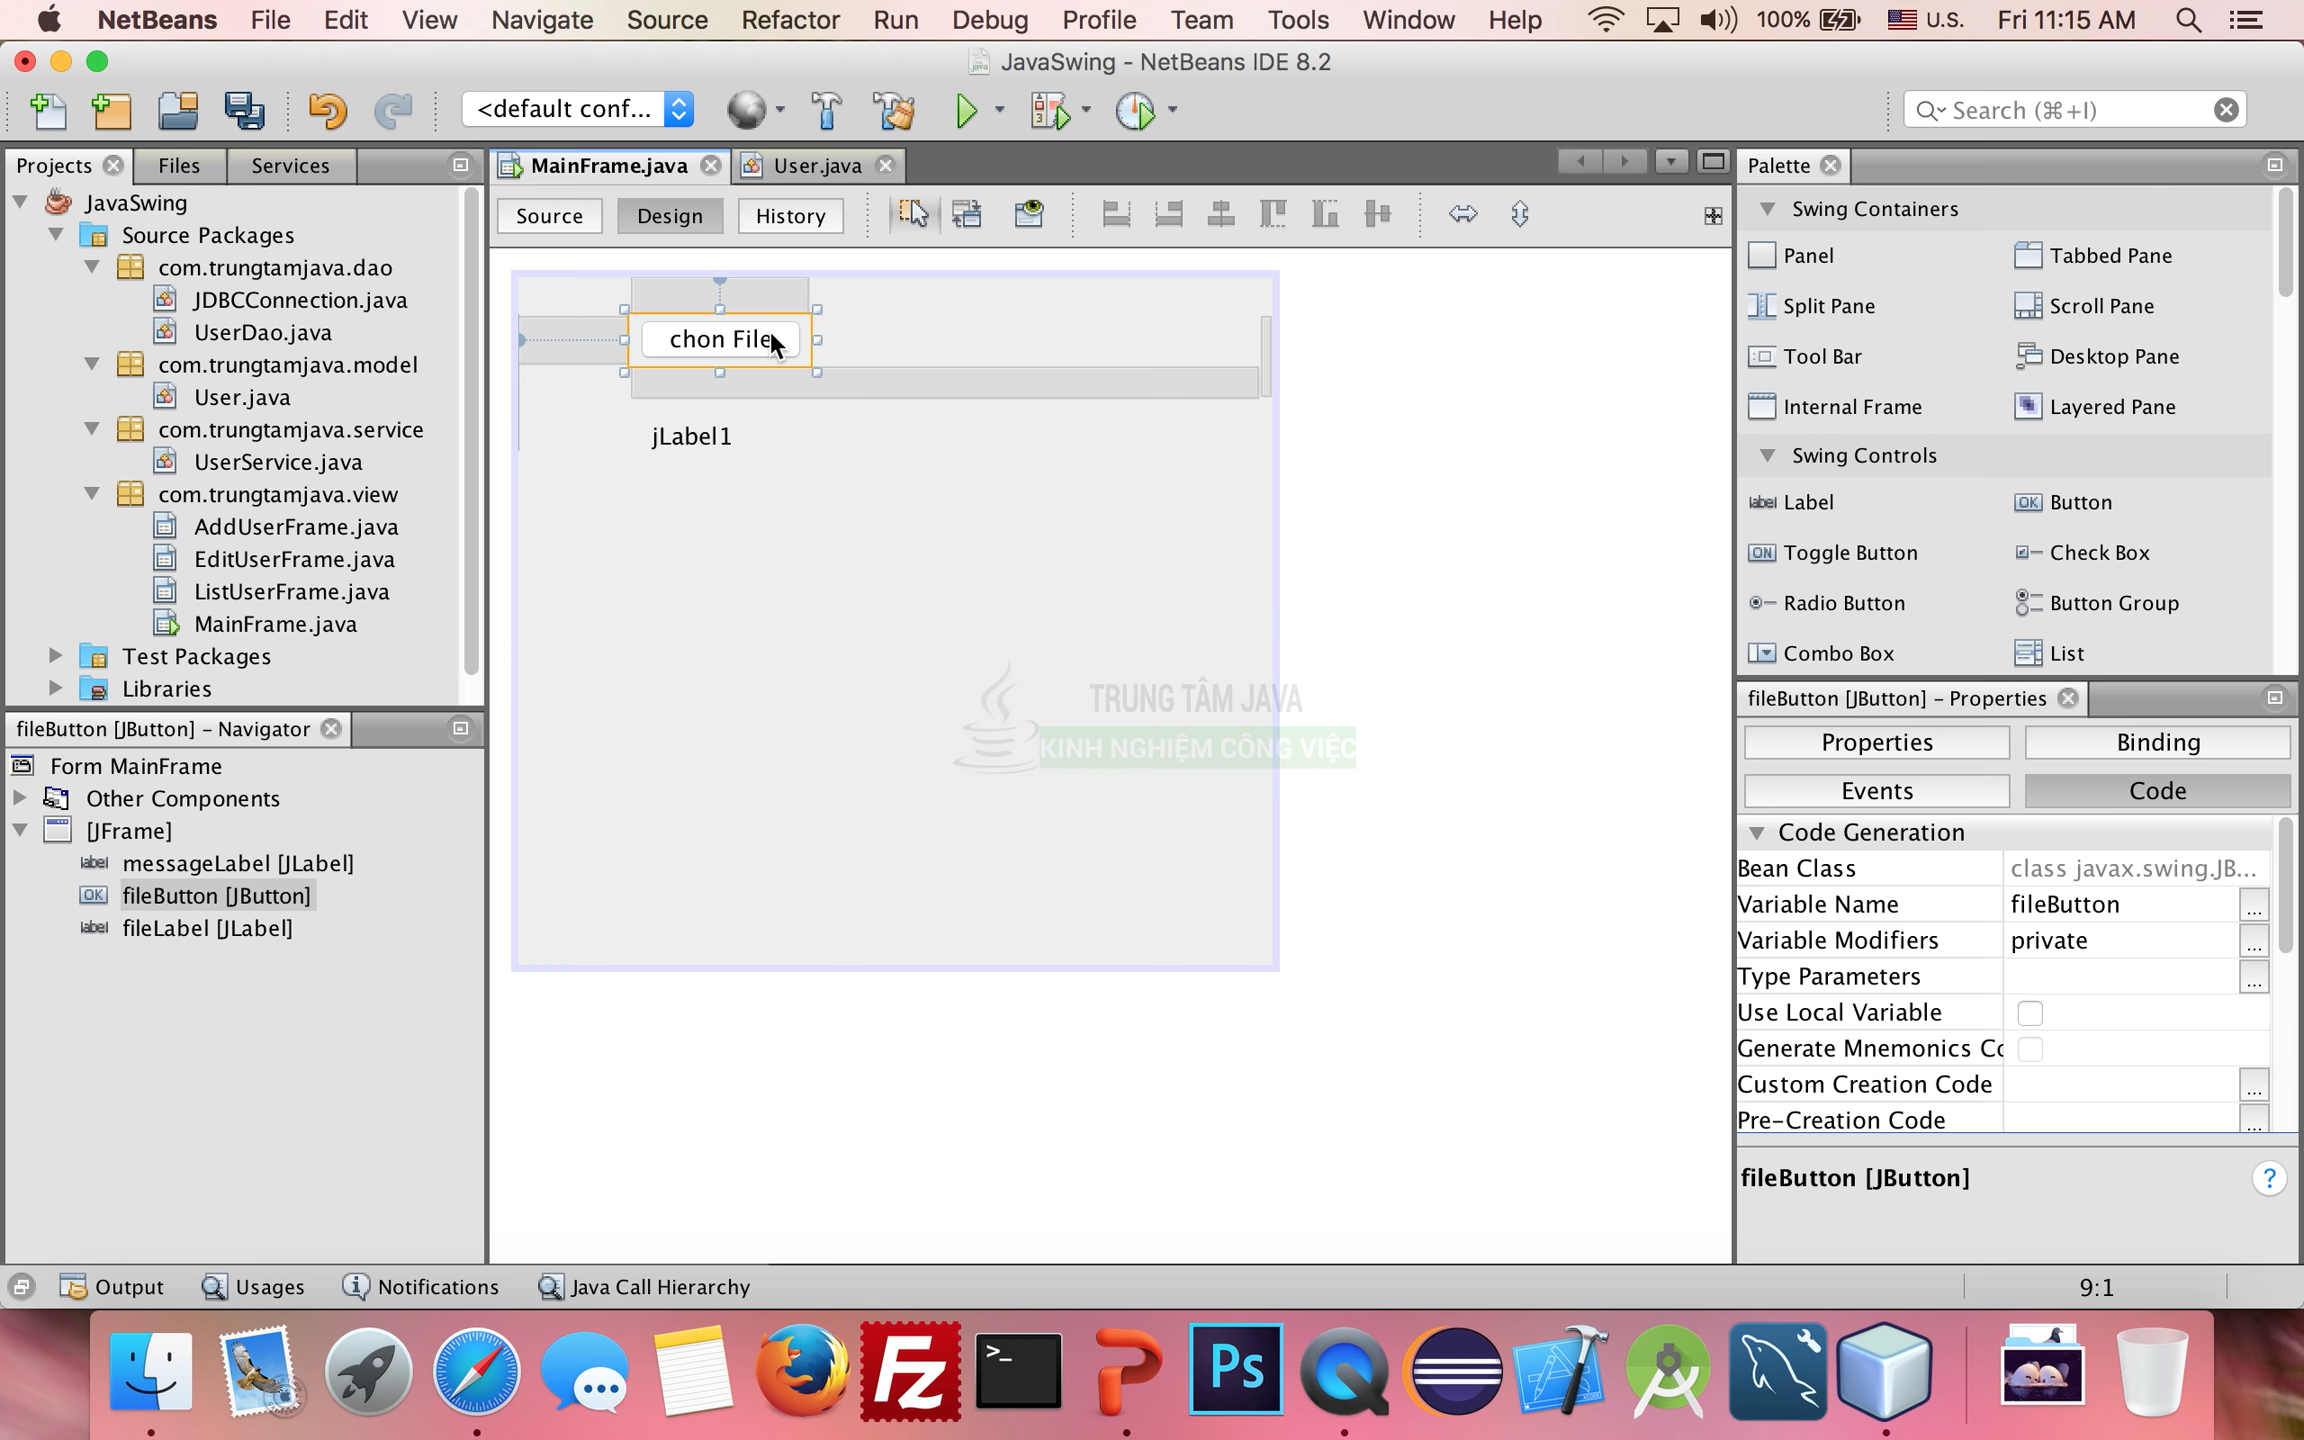 NetBeans File Edit View Navigate Source Refactor Run Debug Profile Team Tools Window Help 100% U.S. Fri 11:15 AM
JavaSwing - NetBeans IDE 8.2
<default conf... Search (⌘+I)
Projects Files Services
JavaSwing
Source Packages
com.trungtamjava.dao
JDBCConnection.java
UserDao.java
com.trungtamjava.model
User.java
com.trungtamjava.service
UserService.java
com.trungtamjava.view
AddUserFrame.java
EditUserFrame.java
ListUserFrame.java
MainFrame.java
Test Packages
Libraries
fileButton [JButton] - Navigator
Form MainFrame
Other Components
[JFrame]
label messageLabel [JLabel]
OK fileButton [JButton]
label fileLabel [JLabel]
MainFrame.java User.java
Source Design History
chon File
jLabel1
TRUNG TÂM JAVA
KINH NGHIỆM CÔNG VIỆC
Palette
Swing Containers
Panel Tabbed Pane
Split Pane Scroll Pane
Tool Bar Desktop Pane
Internal Frame Layered Pane
Swing Controls
label Label OK Button
ON Toggle Button Check Box
Radio Button Button Group
Combo Box List
fileButton [JButton] - Properties
Properties Binding
Events Code
Code Generation
Bean Class class javax.swing.JB...
Variable Name fileButton ...
Variable Modifiers private ...
Type Parameters ...
Use Local Variable
Generate Mnemonics Co
Custom Creation Code ...
Pre-Creation Code ...
fileButton [JButton] ?
Output Usages Notifications Java Call Hierarchy 9:1
Fz >_ Ps